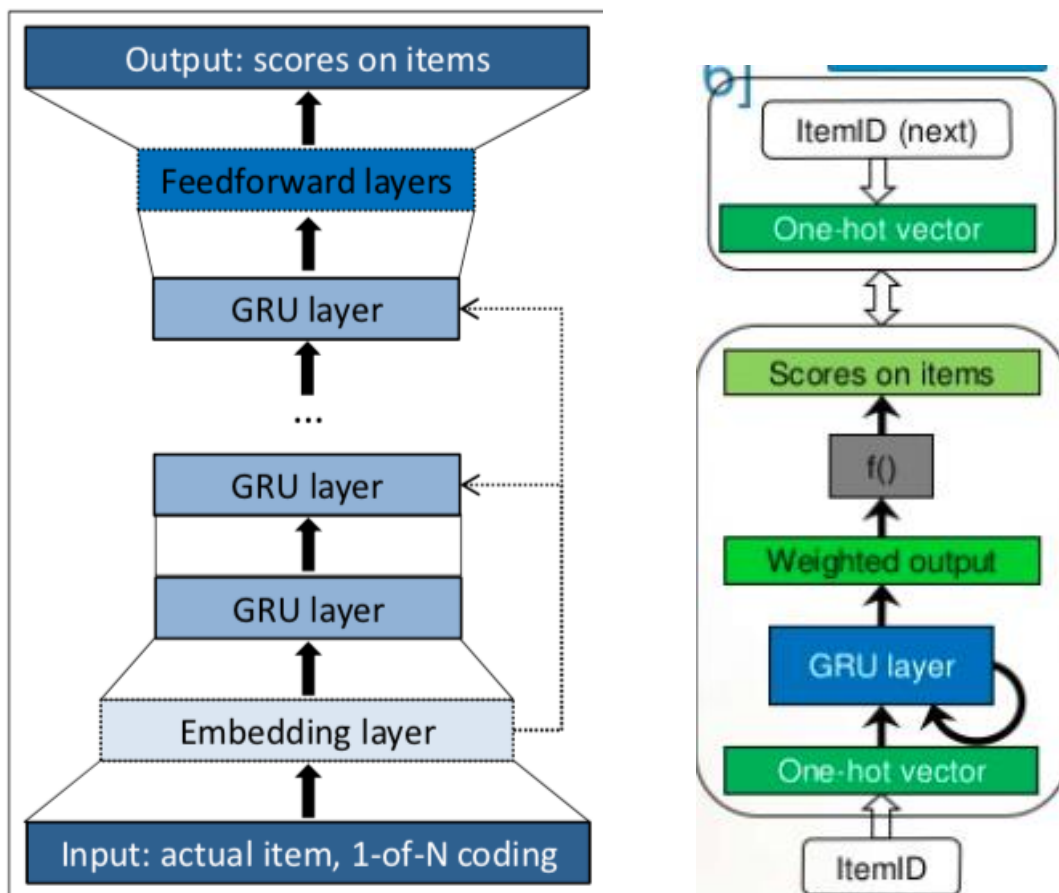 Output: scores on items
Feedforward layers
GRU layer
...
GRU layer
GRU layer
Embedding layer
Input: actual item, 1-of-N coding
6]
ItemID (next)
One-hot vector
Scores on items
f()
Weighted output
GRU layer
One-hot vector
ItemID